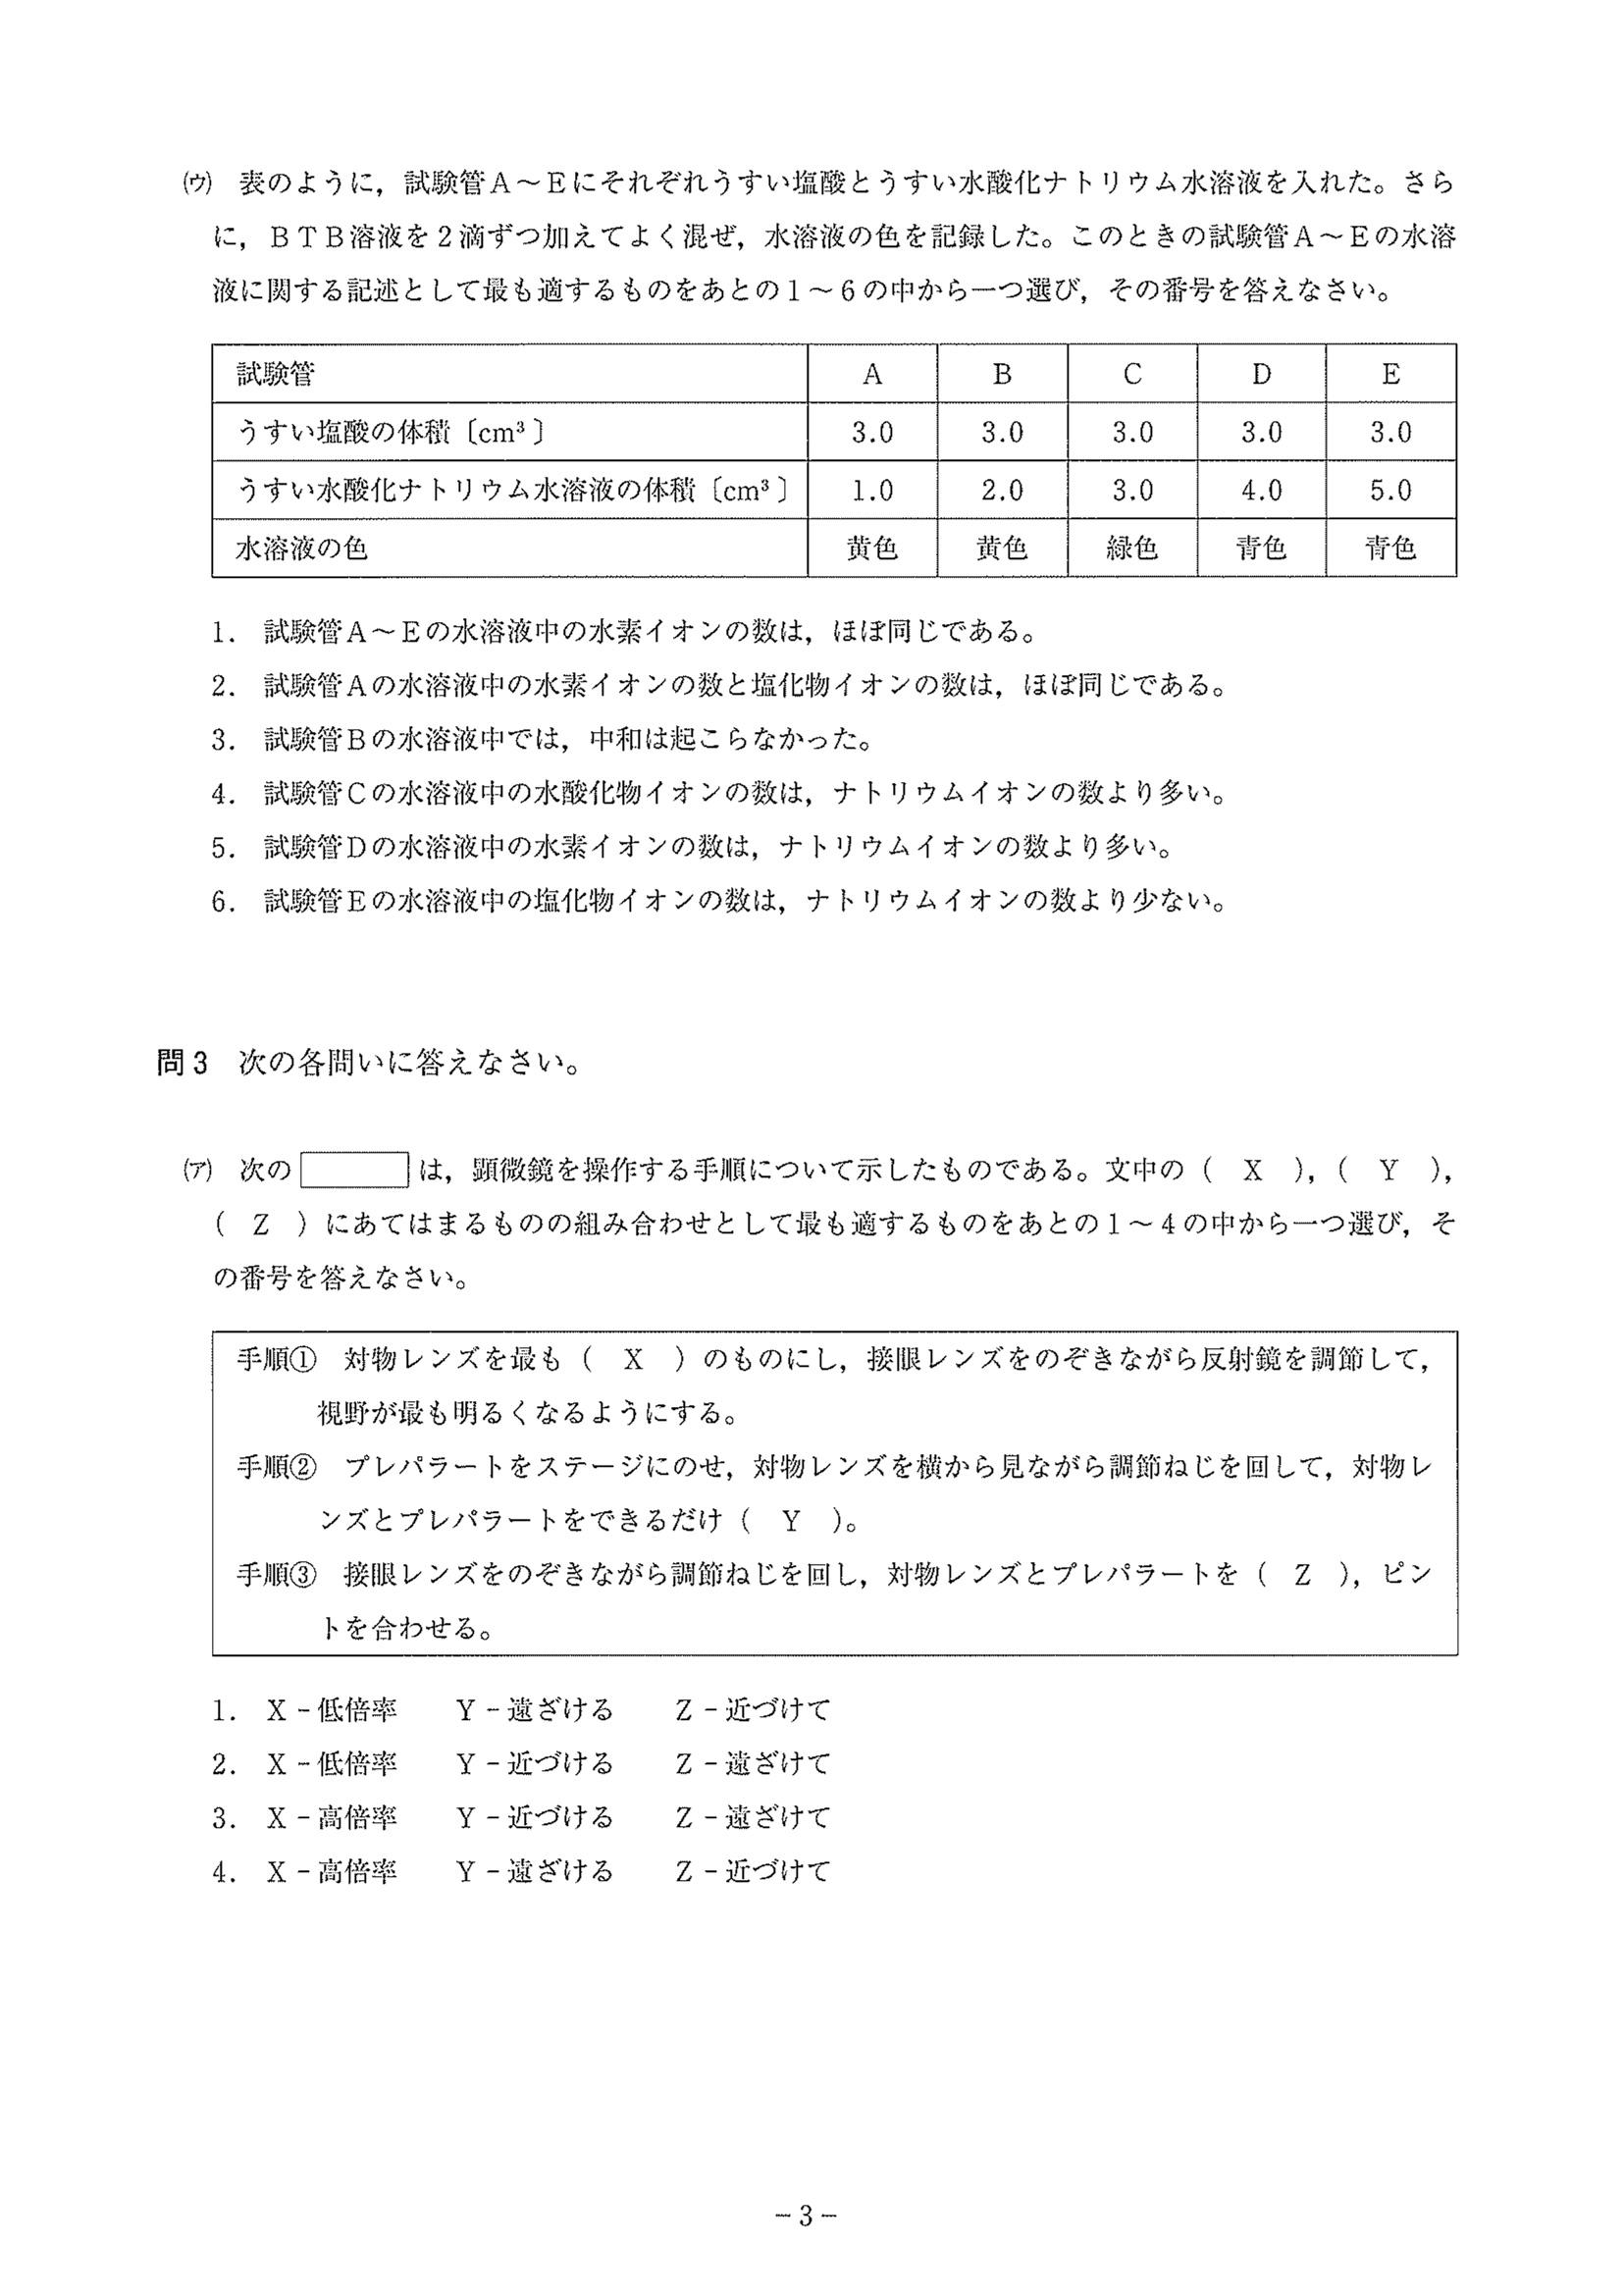 (ウ) 表のように，試験管A～Eにそれぞれうすい塩酸とうすい水酸化ナトリウム水溶液を入れた。さら
に，BTB溶液を2滴ずつ加えてよく混ぜ，水溶液の色を記録した。このときの試験管A～Eの水溶
液に関する記述として最も適するものをあとの1～6の中から一つ選び，その番号を答えなさい。
試験管 A B C D E
うすい塩酸の体積〔cm³〕 3.0 3.0 3.0 3.0 3.0
うすい水酸化ナトリウム水溶液の体積〔cm³〕 1.0 2.0 3.0 4.0 5.0
水溶液の色 黄色 黄色 緑色 青色 青色
1. 試験管A～Eの水溶液中の水素イオンの数は，ほぼ同じである。
2. 試験管Aの水溶液中の水素イオンの数と塩化物イオンの数は，ほぼ同じである。
3. 試験管Bの水溶液中では，中和は起こらなかった。
4. 試験管Cの水溶液中の水酸化物イオンの数は，ナトリウムイオンの数より多い。
5. 試験管Dの水溶液中の水素イオンの数は，ナトリウムイオンの数より多い。
6. 試験管Eの水溶液中の塩化物イオンの数は，ナトリウムイオンの数より少ない。
問3 次の各問いに答えなさい。
(ア) 次の　　　は，顕微鏡を操作する手順について示したものである。文中の（ X ），（ Y ），
（ Z ）にあてはまるものの組み合わせとして最も適するものをあとの1～4の中から一つ選び，そ
の番号を答えなさい。
手順① 対物レンズを最も（ X ）のものにし，接眼レンズをのぞきながら反射鏡を調節して，
視野が最も明るくなるようにする。
手順② プレパラートをステージにのせ，対物レンズを横から見ながら調節ねじを回して，対物レ
ンズとプレパラートをできるだけ（ Y ）。
手順③ 接眼レンズをのぞきながら調節ねじを回し，対物レンズとプレパラートを（ Z ），ピン
トを合わせる。
1. X－低倍率 Y－遠ざける Z－近づけて
2. X－低倍率 Y－近づける Z－遠ざけて
3. X－高倍率 Y－近づける Z－遠ざけて
4. X－高倍率 Y－遠ざける Z－近づけて
－3－